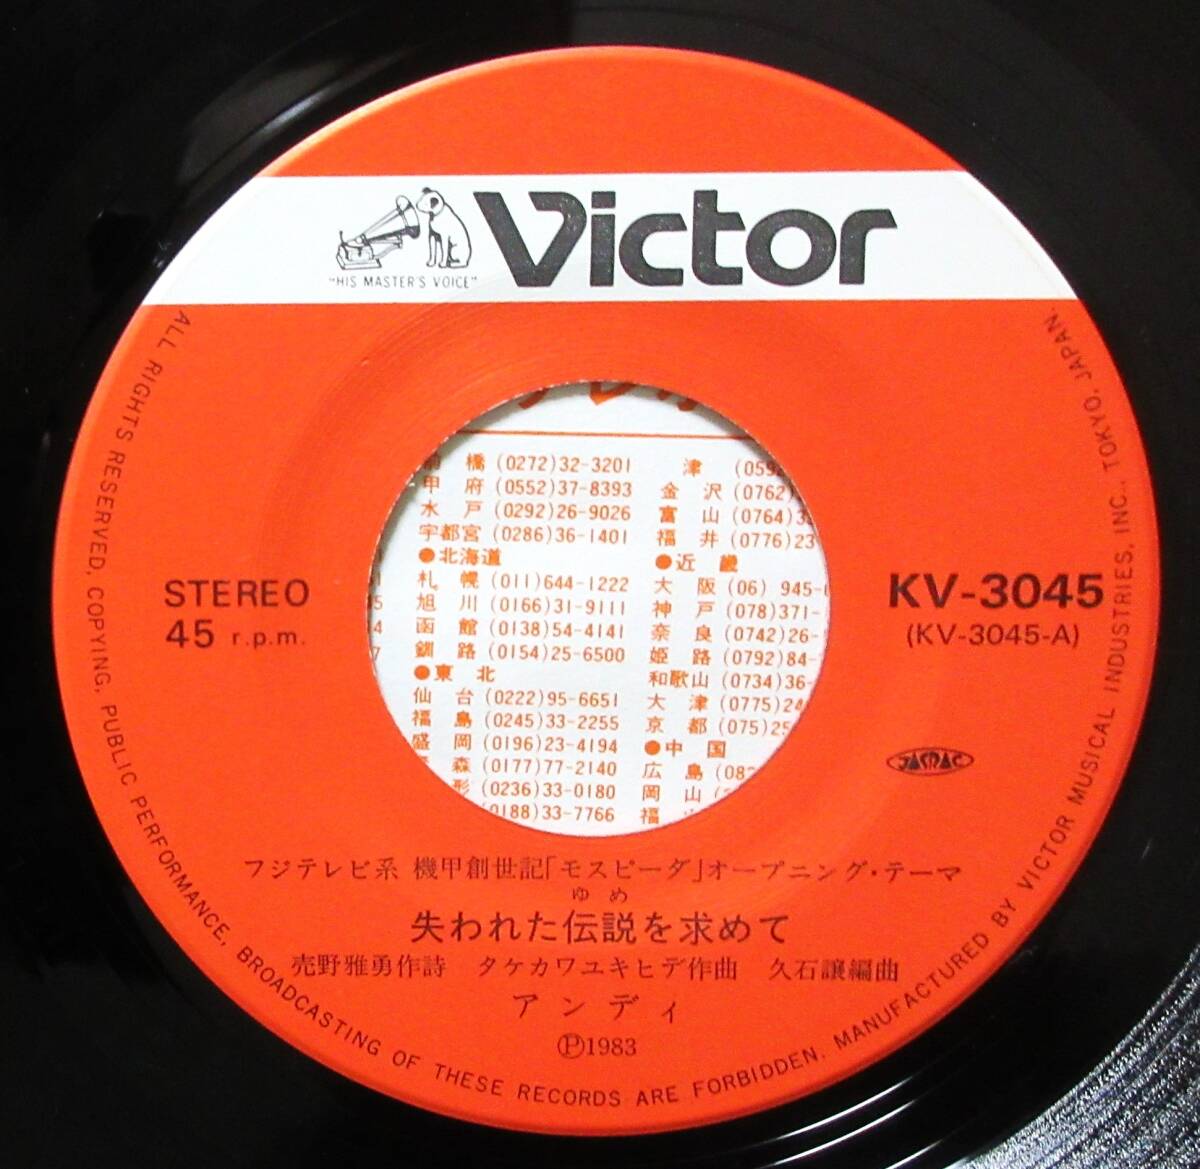 Victor
"HIS MASTER'S VOICE"
ALL RIGHTS RESERVED, COPYING, PUBLIC PERFORMANCE, BROADCASTING OF THESE RECORDS ARE FORBIDDEN. MANUFACTURED BY VICTOR MUSICAL INDUSTRIES, INC., TOKYO, JAPAN.
STEREO
45 r.p.m.
KV-3045
(KV-3045-A)
JASRAC
橋 (0272)32-3201
甲府 (0552)37-8393
水戸 (0292)26-9026
宇都宮 (0286)36-1401
●北海道
札幌 (011)644-1222
旭川 (0166)31-9111
函館 (0138)54-4141
釧路 (0154)25-6500
●東北
仙台 (0222)95-6651
福島 (0245)33-2255
盛岡 (0196)23-4194
森 (0177)77-2140
形 (0236)33-0180
(0188)33-7766
津 (059
金沢 (0762)
富山 (0764)3
福井 (0776)23
●近畿
大阪 (06) 945-
神戸 (078)371-
奈良 (0742)26-
姫路 (0792)84-
和歌山 (0734)36-
大津 (0775)24
京都 (075)25
●中国
広島 (082
岡山 (
福
フジテレビ系 機甲創世記「モスピーダ」オープニング・テーマ
ゆめ
失われた伝説を求めて
売野雅勇作詩 タケカワユキヒデ作曲 久石譲編曲
アンディ
Ⓟ1983